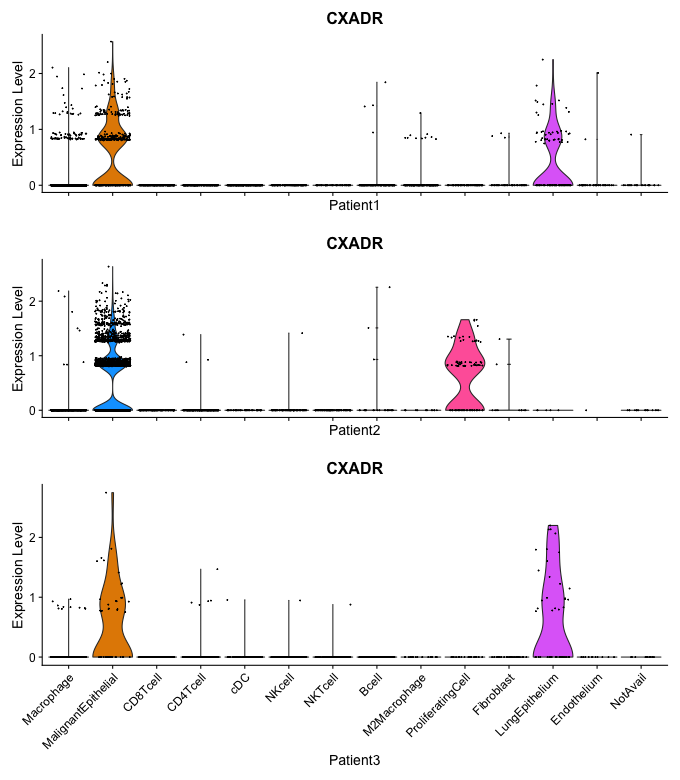 CXADR
Expression Level
2
1
0
Patient1
CXADR
Expression Level
2
1
0
Patient2
CXADR
Expression Level
2
1
0
Macrophage
MalignantEpithelial
CD8Tcell
CD4Tcell
cDC
NKcell
NKTcell
Bcell
M2Macrophage
ProliferatingCell
Fibroblast
LungEpithelium
Endothelium
NotAvail
Patient3